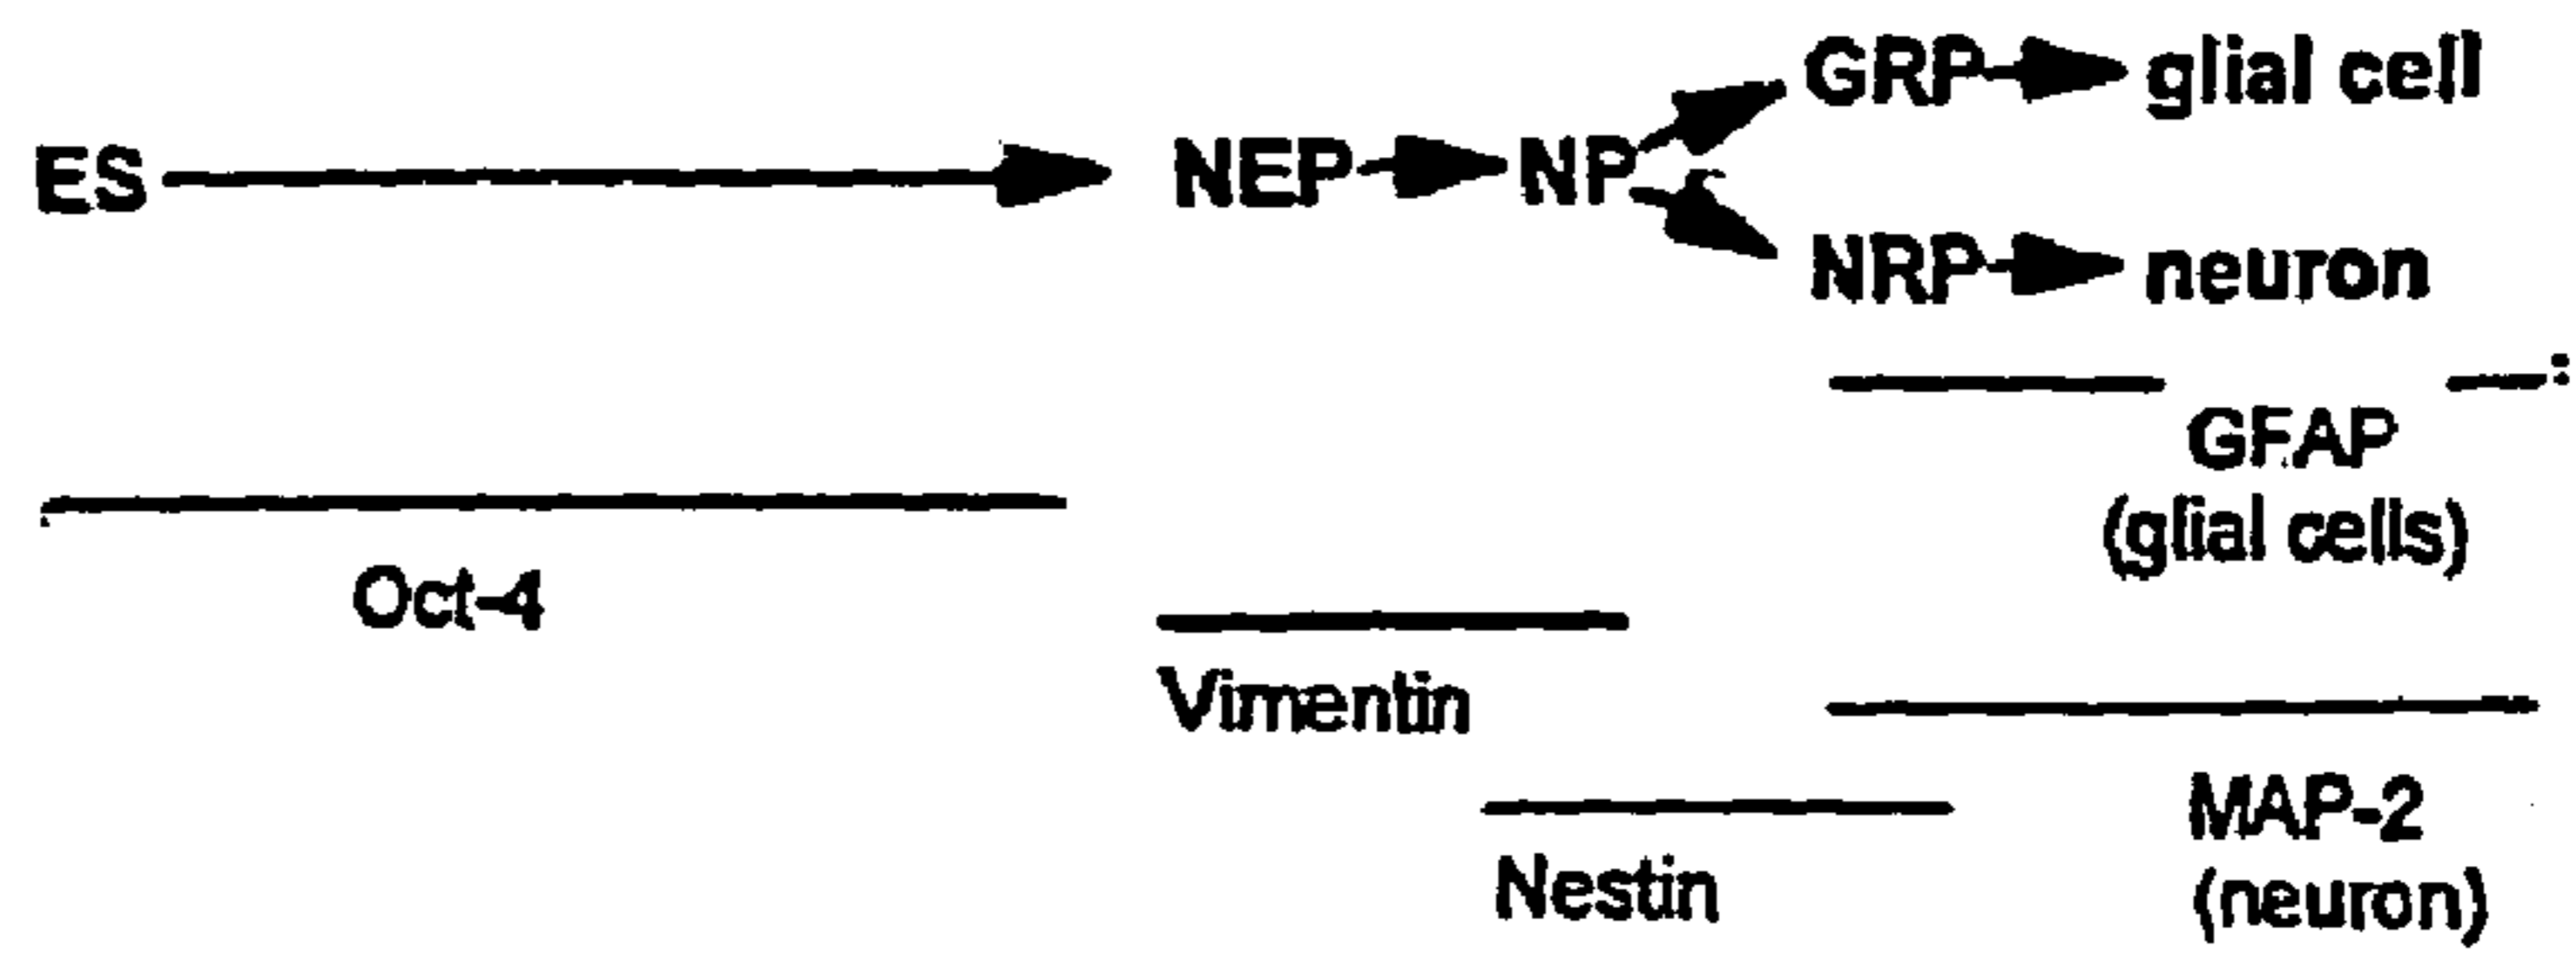 GRP glial cell
ES NEP NP
NRP neuron
GFAP
(glial cells)
Oct-4
Vimentin
MAP-2
(neuron)
Nestin